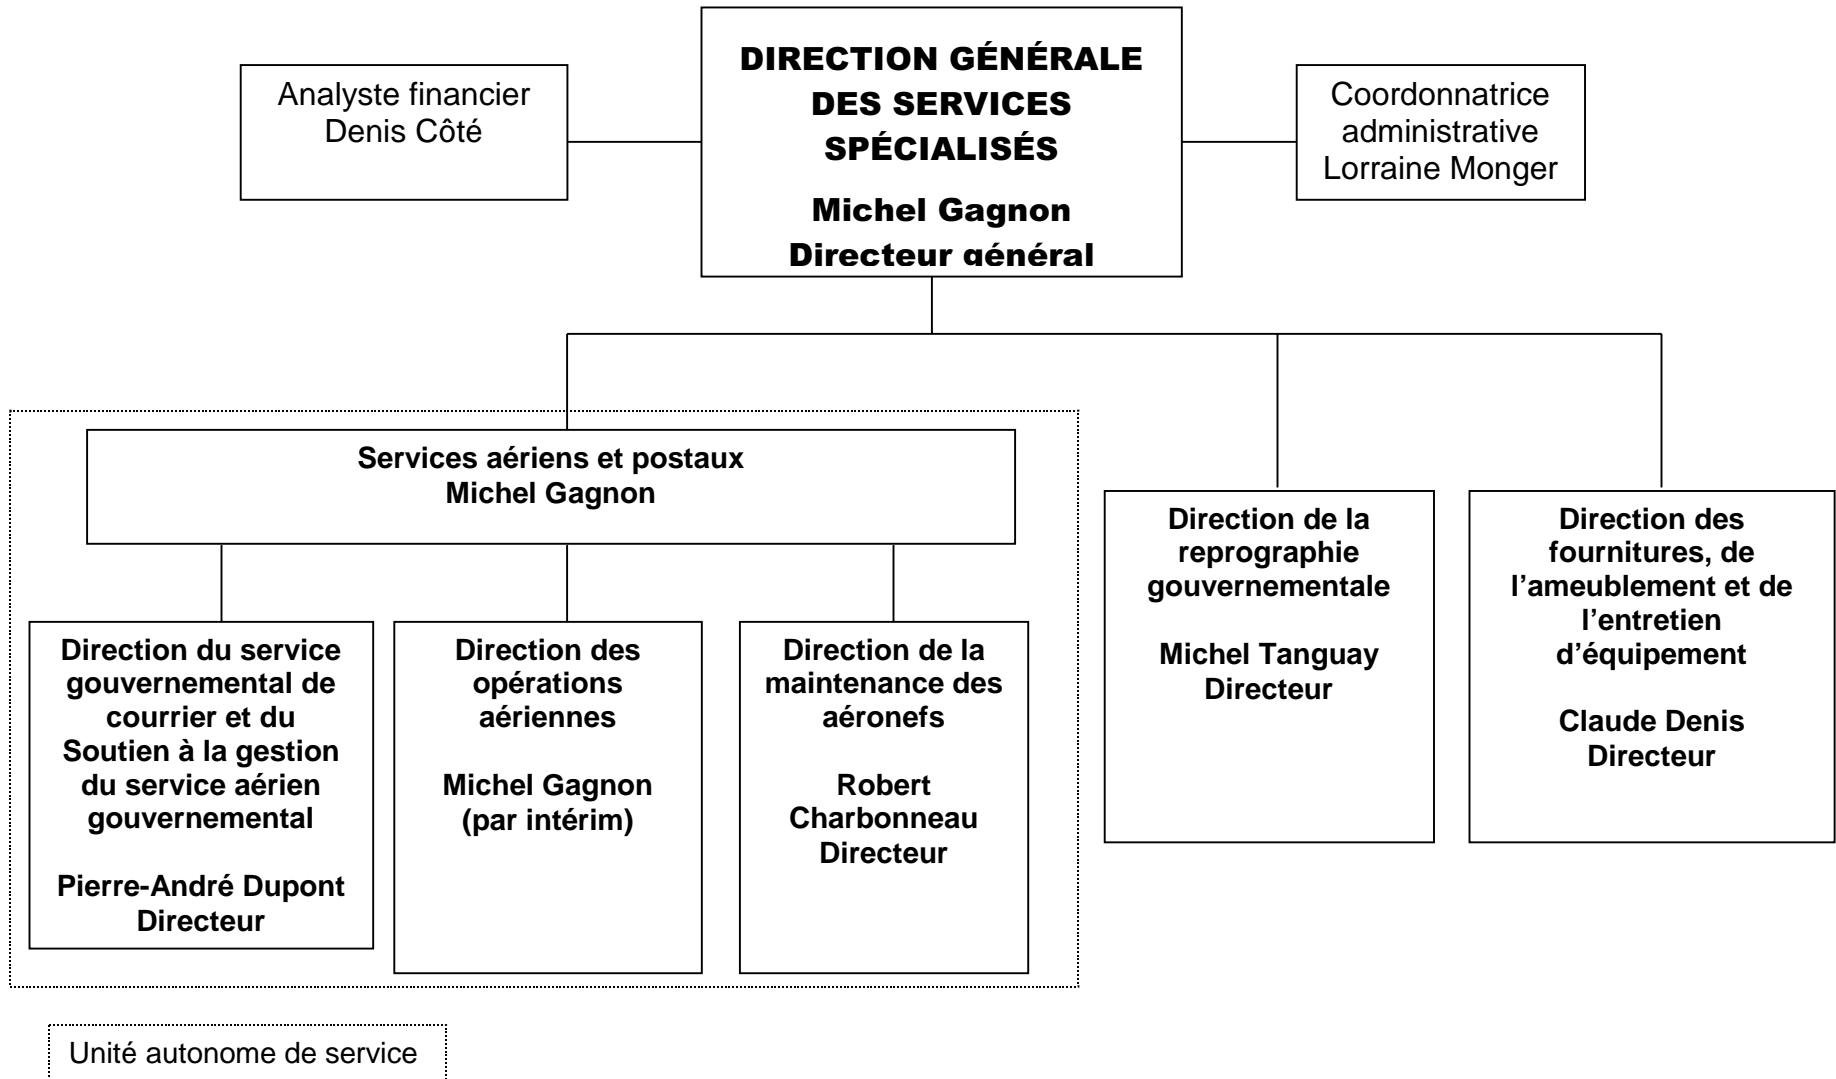 Analyste financier
Denis Côté
DIRECTION GÉNÉRALE
DES SERVICES
SPÉCIALISÉS
Michel Gagnon
Directeur général
Coordonnatrice
administrative
Lorraine Monger
Services aériens et postaux
Michel Gagnon
Direction du service
gouvernemental de
courrier et du
Soutien à la gestion
du service aérien
gouvernemental
Pierre-André Dupont
Directeur
Direction des
opérations
aériennes
Michel Gagnon
(par intérim)
Direction de la
maintenance des
aéronefs
Robert
Charbonneau
Directeur
Direction de la
reprographie
gouvernementale
Michel Tanguay
Directeur
Direction des
fournitures, de
l’ameublement et de
l’entretien
d’équipement
Claude Denis
Directeur
Unité autonome de service